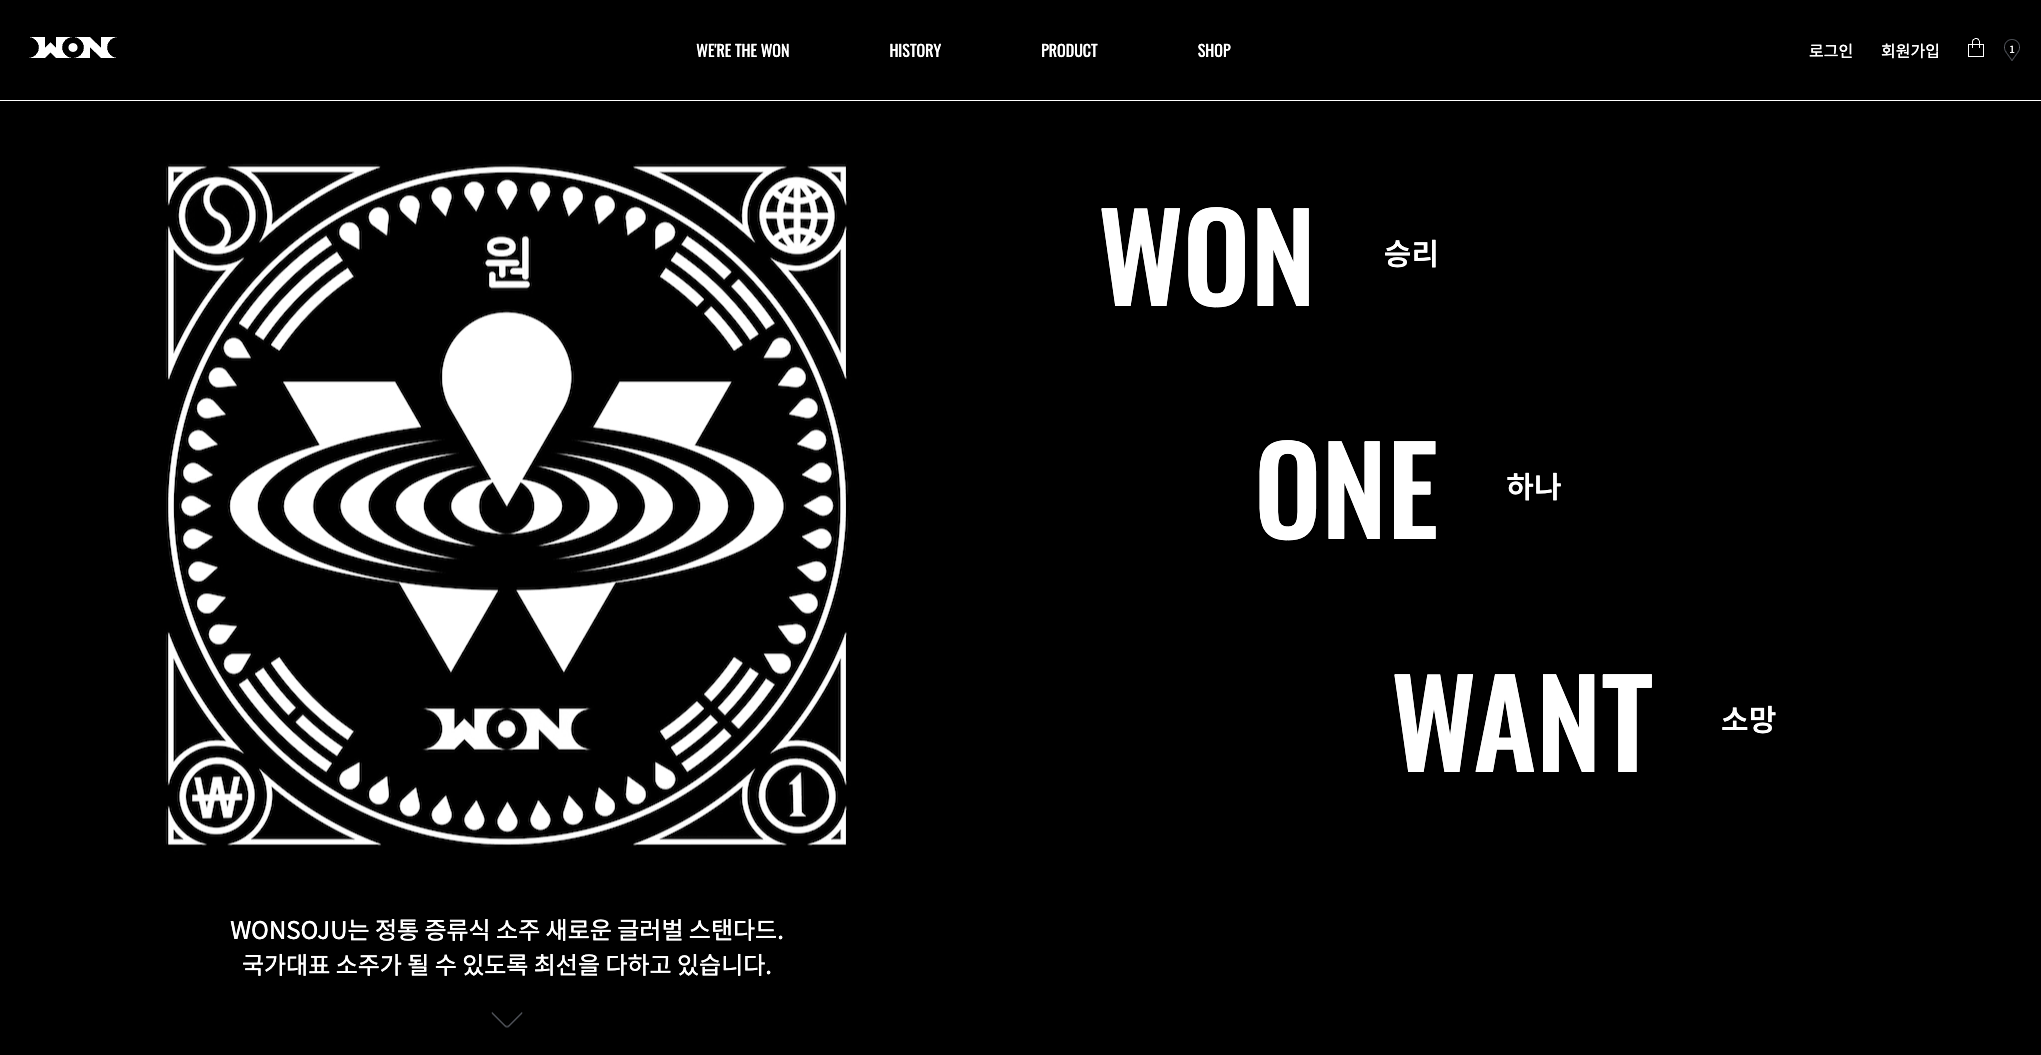 WON
WE'RE THE WON
HISTORY
PRODUCT
SHOP
로그인
회원가입
1
원
WON
₩
1
WON
승리
ONE
하나
WANT
소망
WONSOJU는 정통 증류식 소주 새로운 글러벌 스탠다드.
국가대표 소주가 될 수 있도록 최선을 다하고 있습니다.